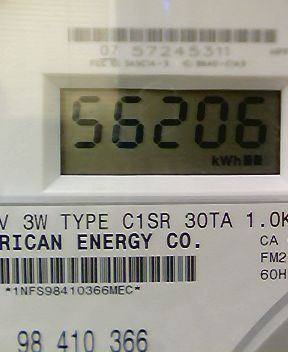 07 57245311
56206
kWh
V 3W TYPE C1SR 30TA 1.0K
RICAN ENERGY CO.
CA
FM2
60H
*1NFS98410366MEC*
98 410 366